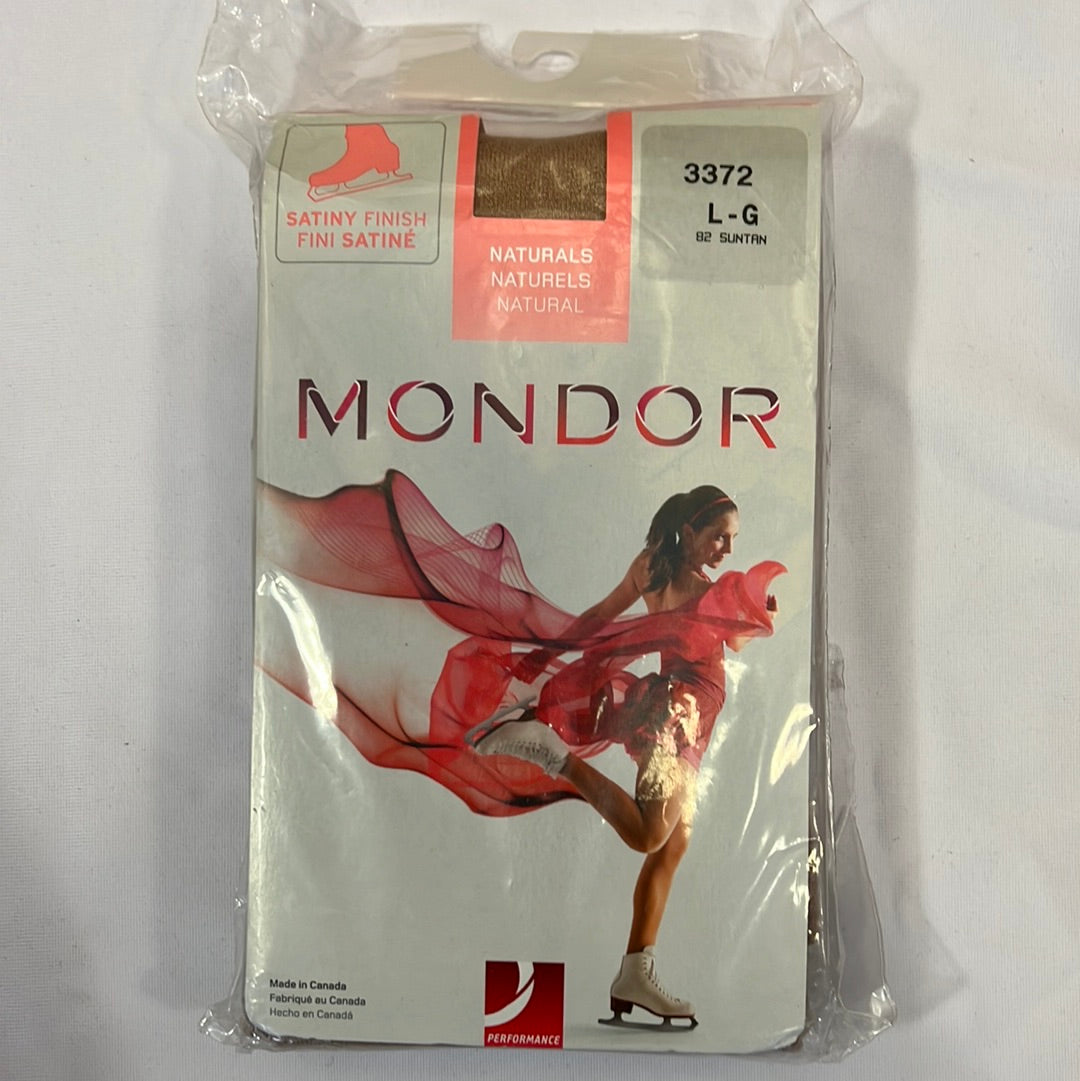 SATINY FINISH
FINI SATINÉ
NATURALS
NATURELS
NATURAL
3372
L-G
82 SUNTAN
MONDOR
Made in Canada
Fabriqué au Canada
Hecho en Canadá
PERFORMANCE